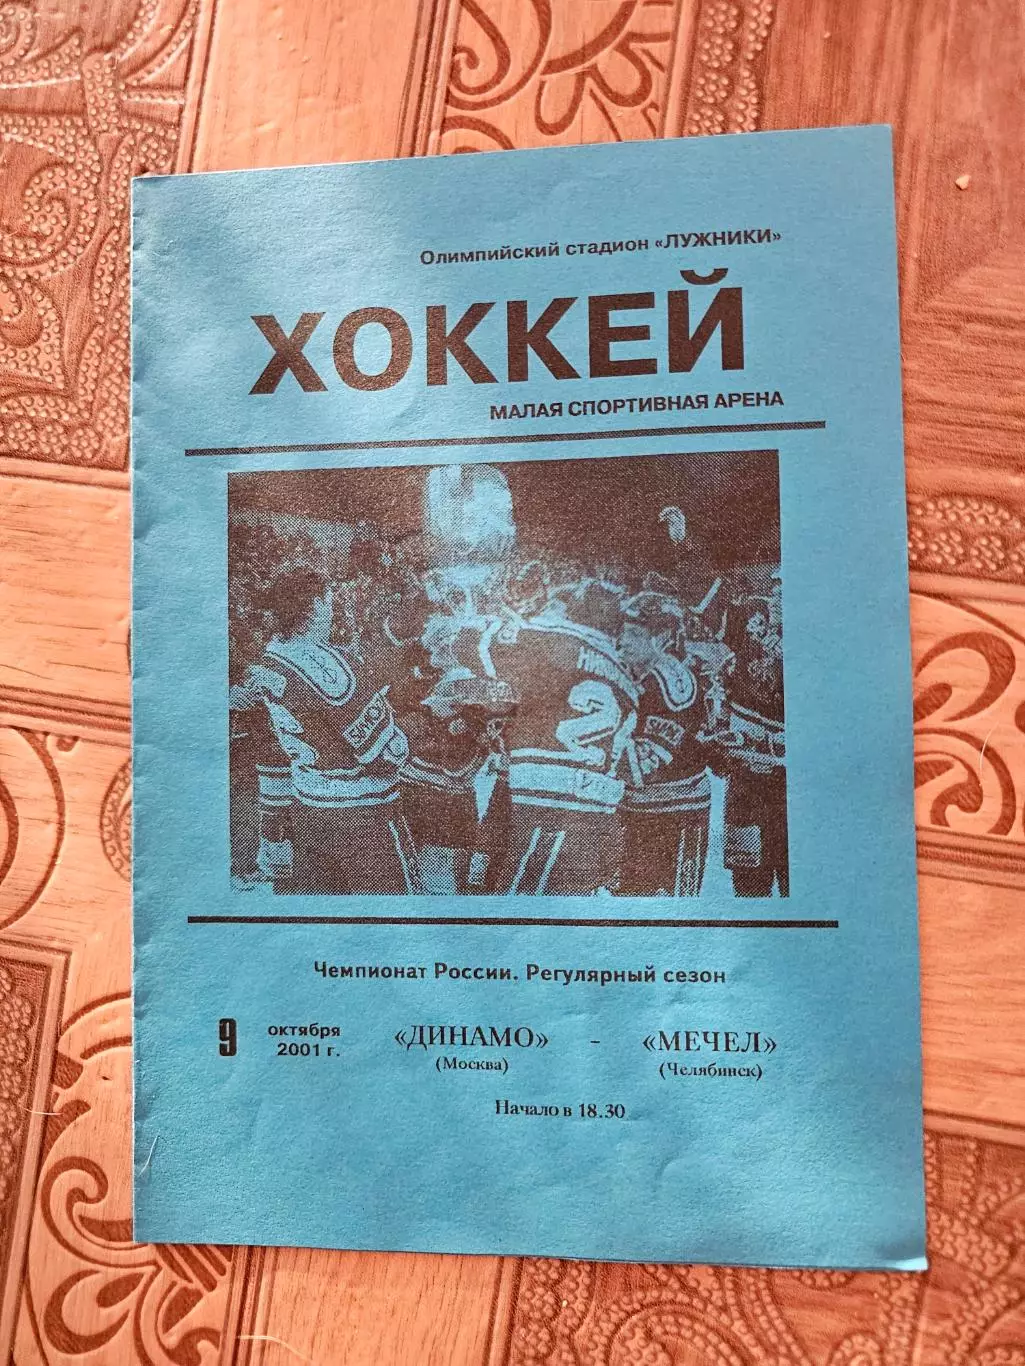 Олимпийский стадион «ЛУЖНИКИ»
ХОККЕЙ
МАЛАЯ СПОРТИВНАЯ АРЕНА
2
Чемпионат России. Регулярный сезон
9 октября 2001 г. «ДИНАМО» - «МЕЧЕЛ»
(Москва) (Челябинск)
Начало в 18.30